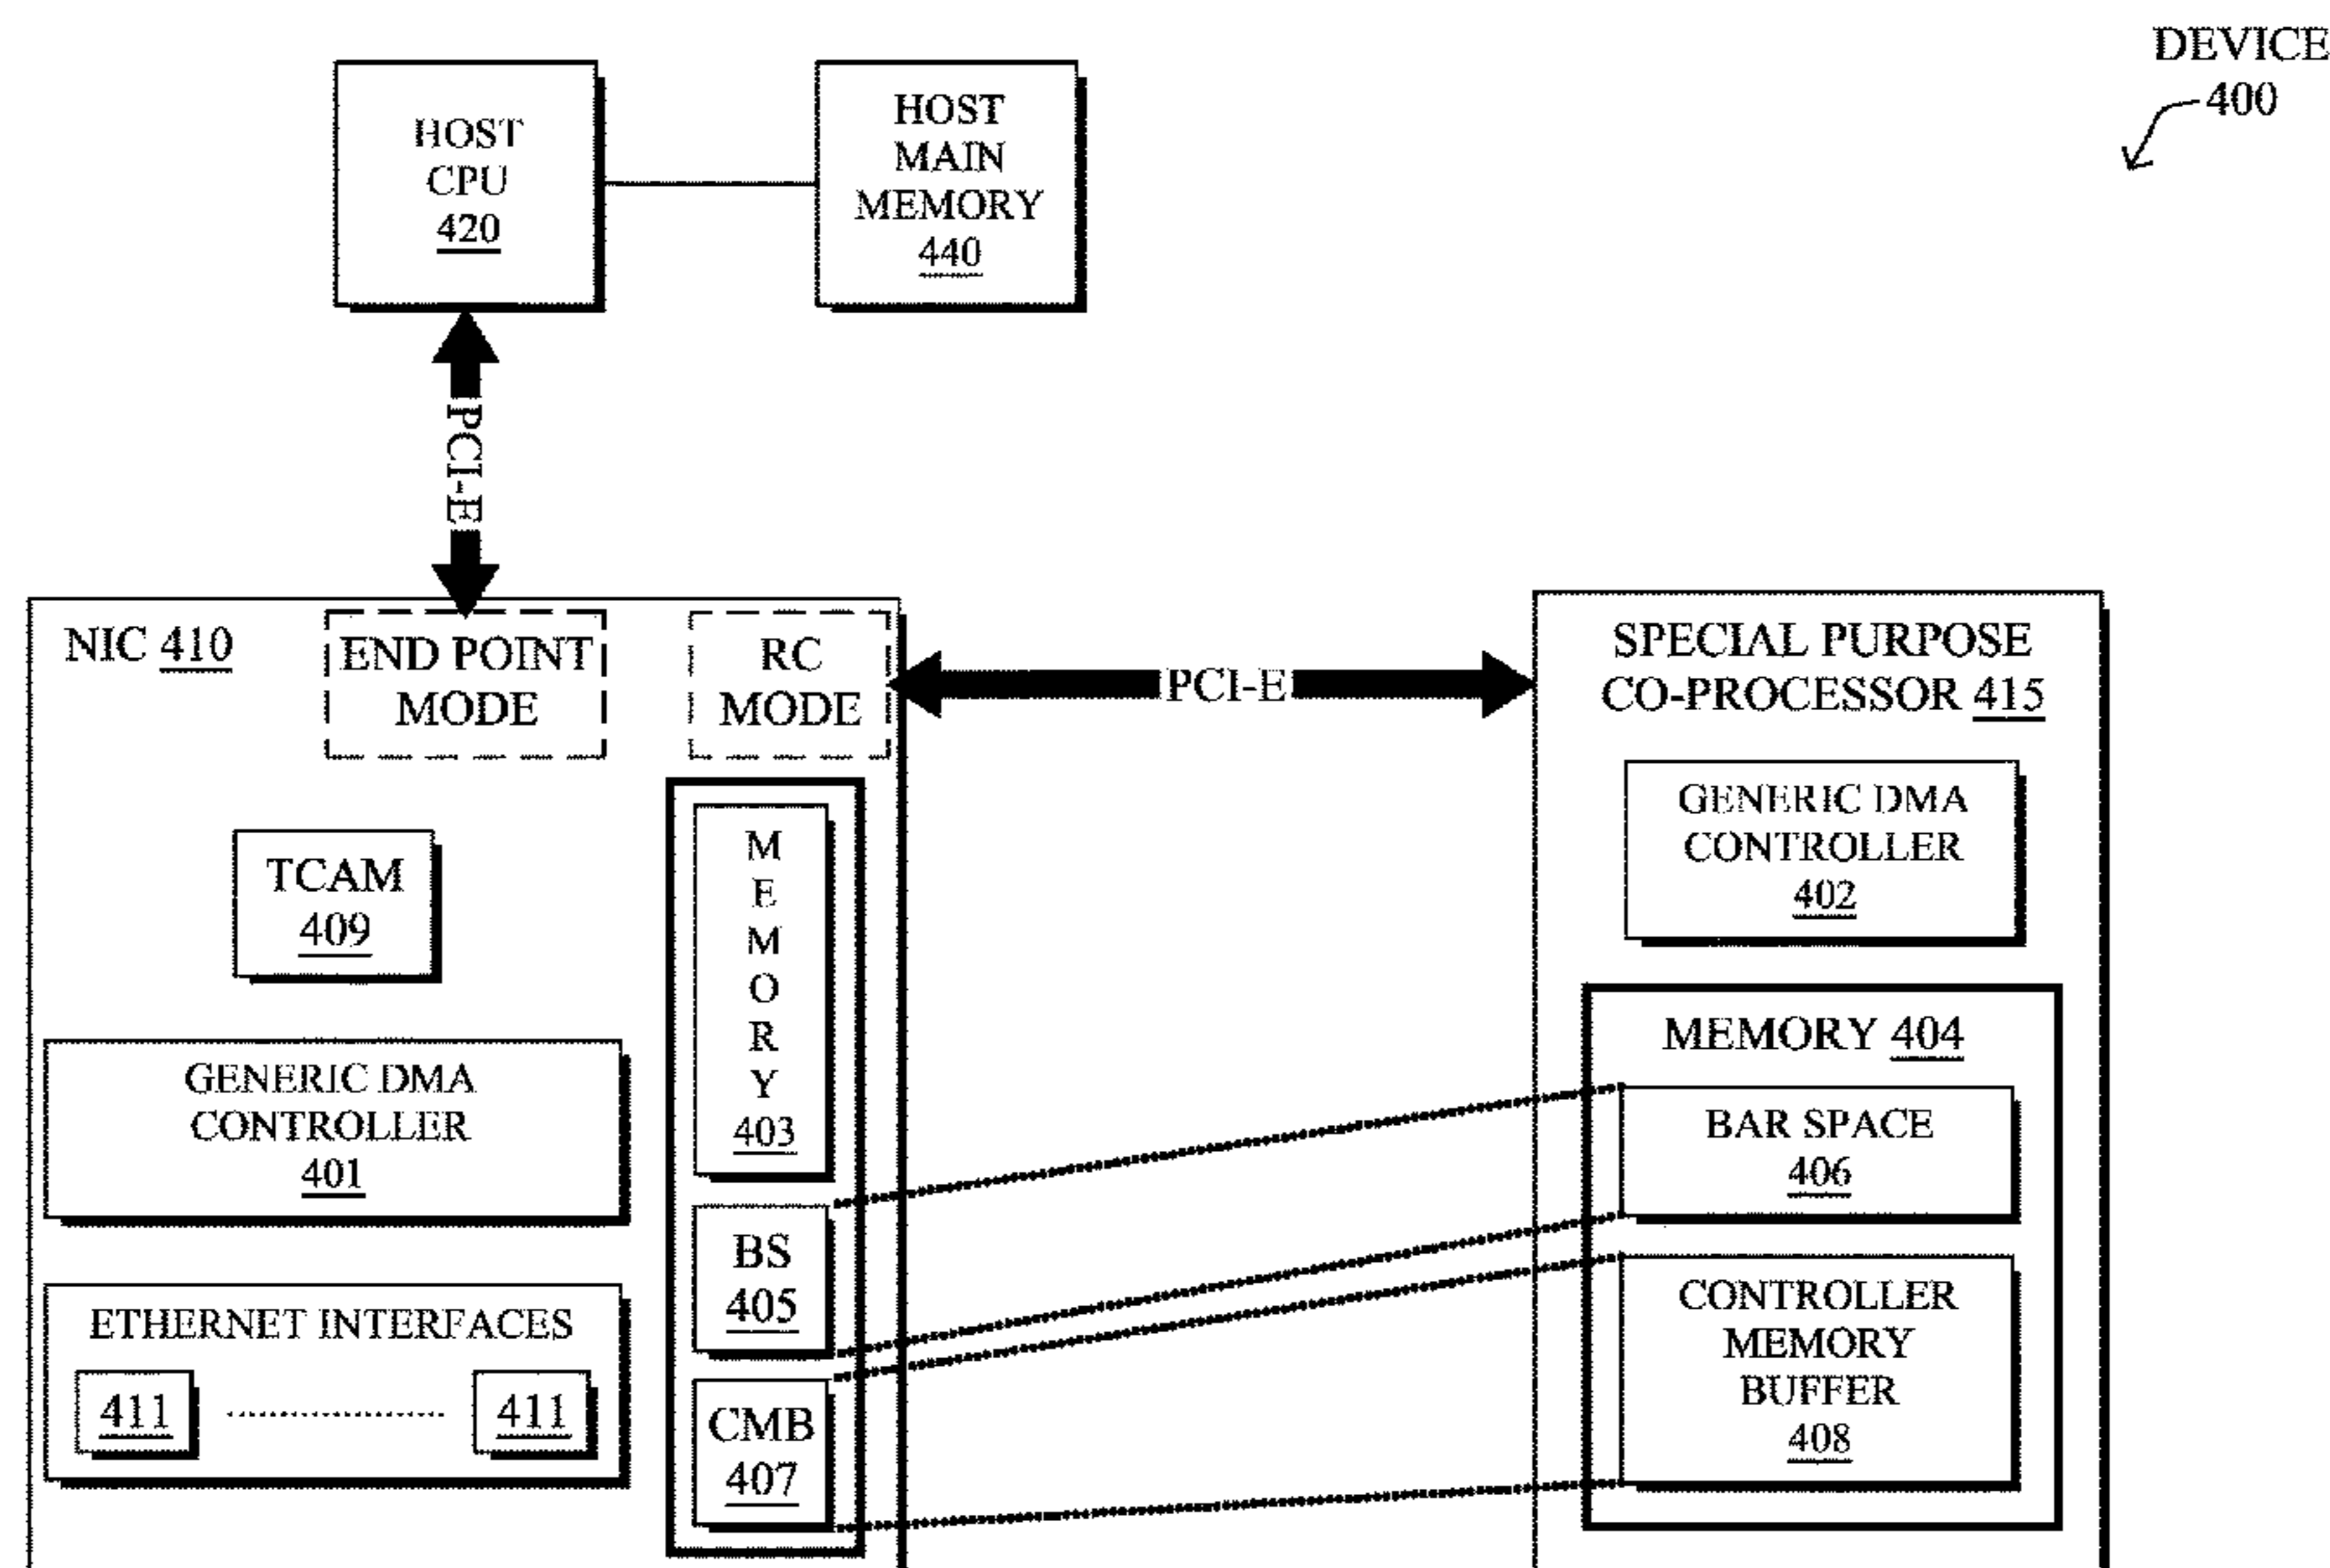 DEVICE
400
HOST
CPU
420
HOST
MAIN
MEMORY
440
PCI-E
NIC 410
END POINT
MODE
RC
MODE
PCI-E
SPECIAL PURPOSE
CO-PROCESSOR 415
GENERIC DMA
CONTROLLER
402
TCAM
409
MEMORY
403
GENERIC DMA
CONTROLLER
401
MEMORY 404
BAR SPACE
406
BS
405
ETHERNET INTERFACES
411
411
CMB
407
CONTROLLER
MEMORY
BUFFER
408